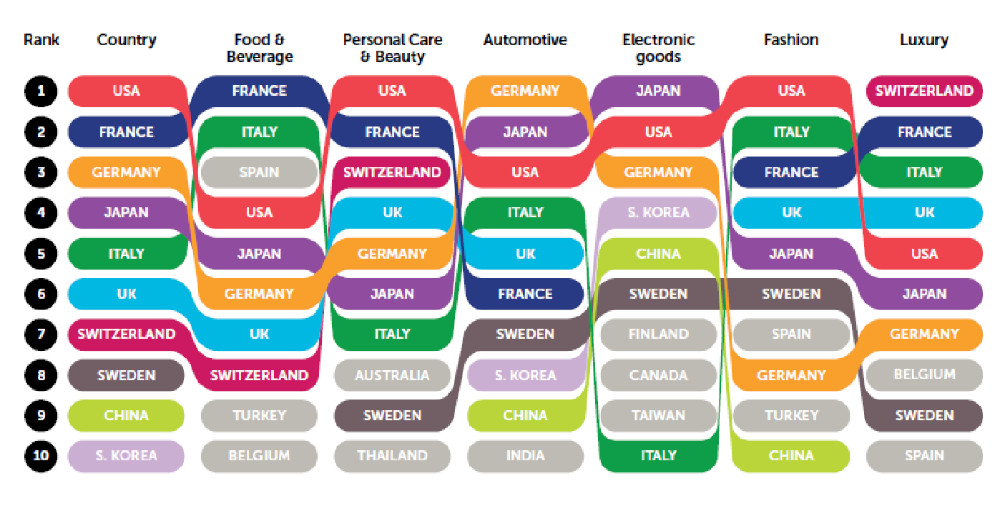 Rank Country Food & Personal Care Automotive Electronic Fashion Luxury
Beverage & Beauty goods
1 USA FRANCE USA GERMANY JAPAN USA SWITZERLAND
2 FRANCE ITALY FRANCE JAPAN USA ITALY FRANCE
3 GERMANY SPAIN SWITZERLAND USA GERMANY FRANCE ITALY
4 JAPAN USA UK ITALY S. KOREA UK UK
5 ITALY JAPAN GERMANY UK CHINA JAPAN USA
6 UK GERMANY JAPAN FRANCE SWEDEN SWEDEN JAPAN
7 SWITZERLAND UK ITALY SWEDEN FINLAND SPAIN GERMANY
8 SWEDEN SWITZERLAND AUSTRALIA S. KOREA CANADA GERMANY BELGIUM
9 CHINA TURKEY SWEDEN CHINA TAIWAN TURKEY SWEDEN
10 S. KOREA BELGIUM THAILAND INDIA ITALY CHINA SPAIN